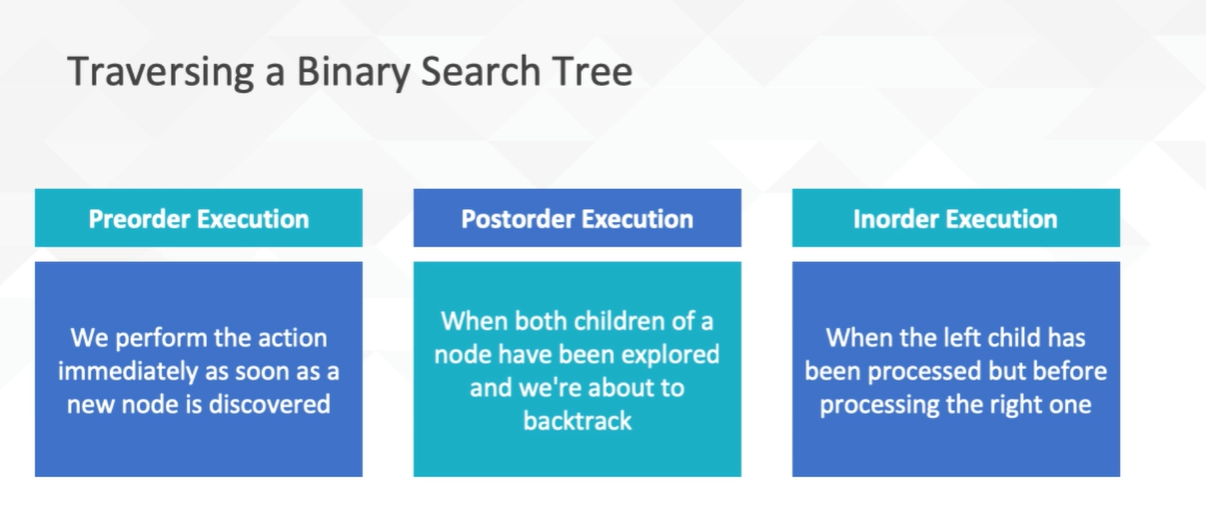 Traversing a Binary Search Tree
Preorder Execution
We perform the action
immediately as soon as a
new node is discovered
Postorder Execution
When both children of a
node have been explored
and we're about to
backtrack
Inorder Execution
When the left child has
been processed but before
processing the right one